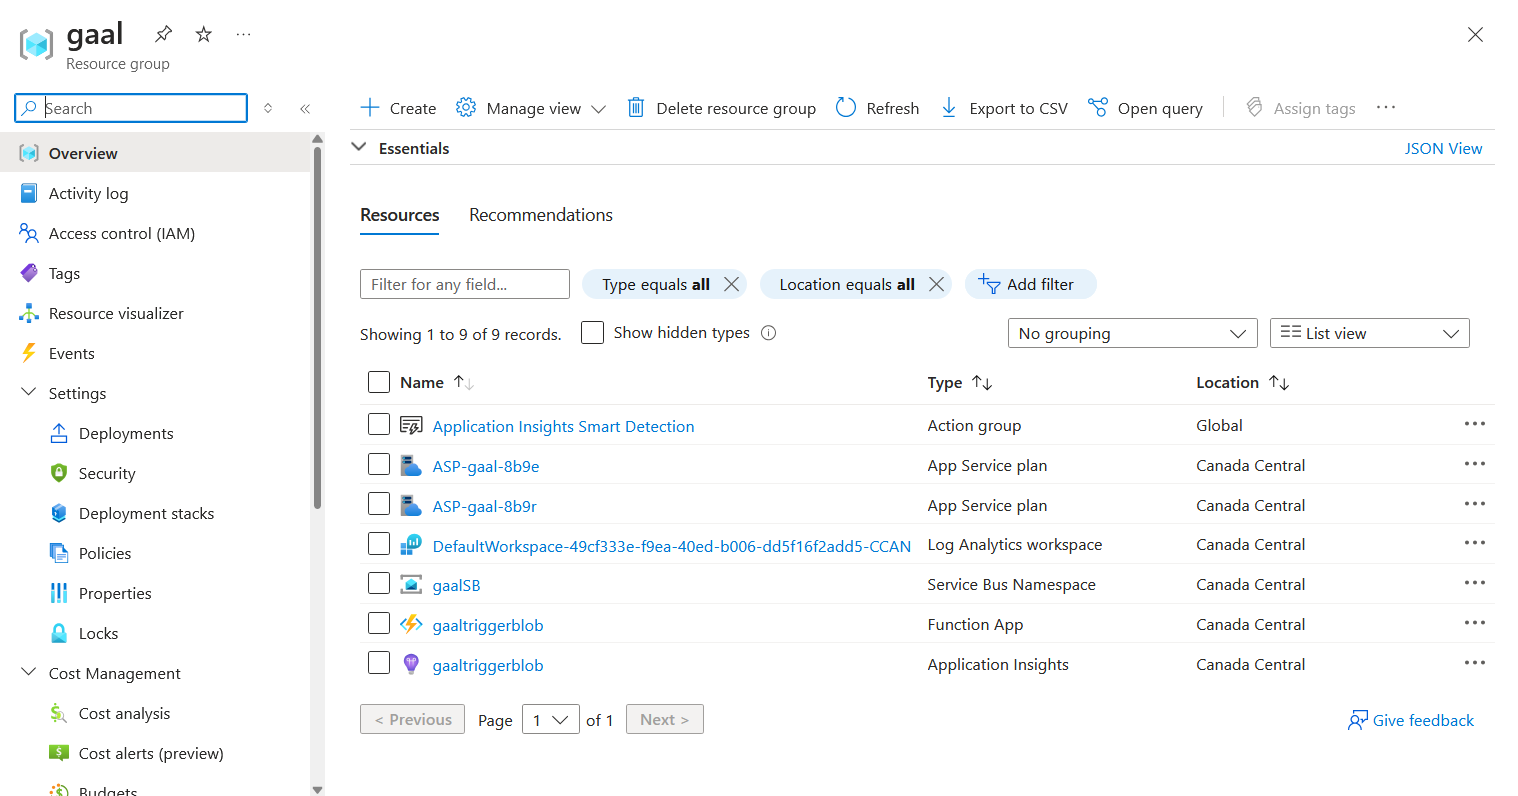 gaal
Resource group
Search
Create
Manage view
Delete resource group
Refresh
Export to CSV
Open query
Assign tags
Essentials
JSON View
Overview
Activity log
Access control (IAM)
Tags
Resource visualizer
Events
Settings
Deployments
Security
Deployment stacks
Policies
Properties
Locks
Cost Management
Cost analysis
Cost alerts (preview)
Budgets
Resources
Recommendations
Filter for any field...
Type equals all
Location equals all
Add filter
Showing 1 to 9 of 9 records.
Show hidden types
No grouping
List view
Name Type Location
Application Insights Smart Detection Action group Global
ASP-gaal-8b9e App Service plan Canada Central
ASP-gaal-8b9r App Service plan Canada Central
DefaultWorkspace-49cf333e-f9ea-40ed-b006-dd5f16f2add5-CCAN Log Analytics workspace Canada Central
gaalSB Service Bus Namespace Canada Central
gaaltriggerblob Function App Canada Central
gaaltriggerblob Application Insights Canada Central
< Previous Page 1 of 1 Next >
Give feedback